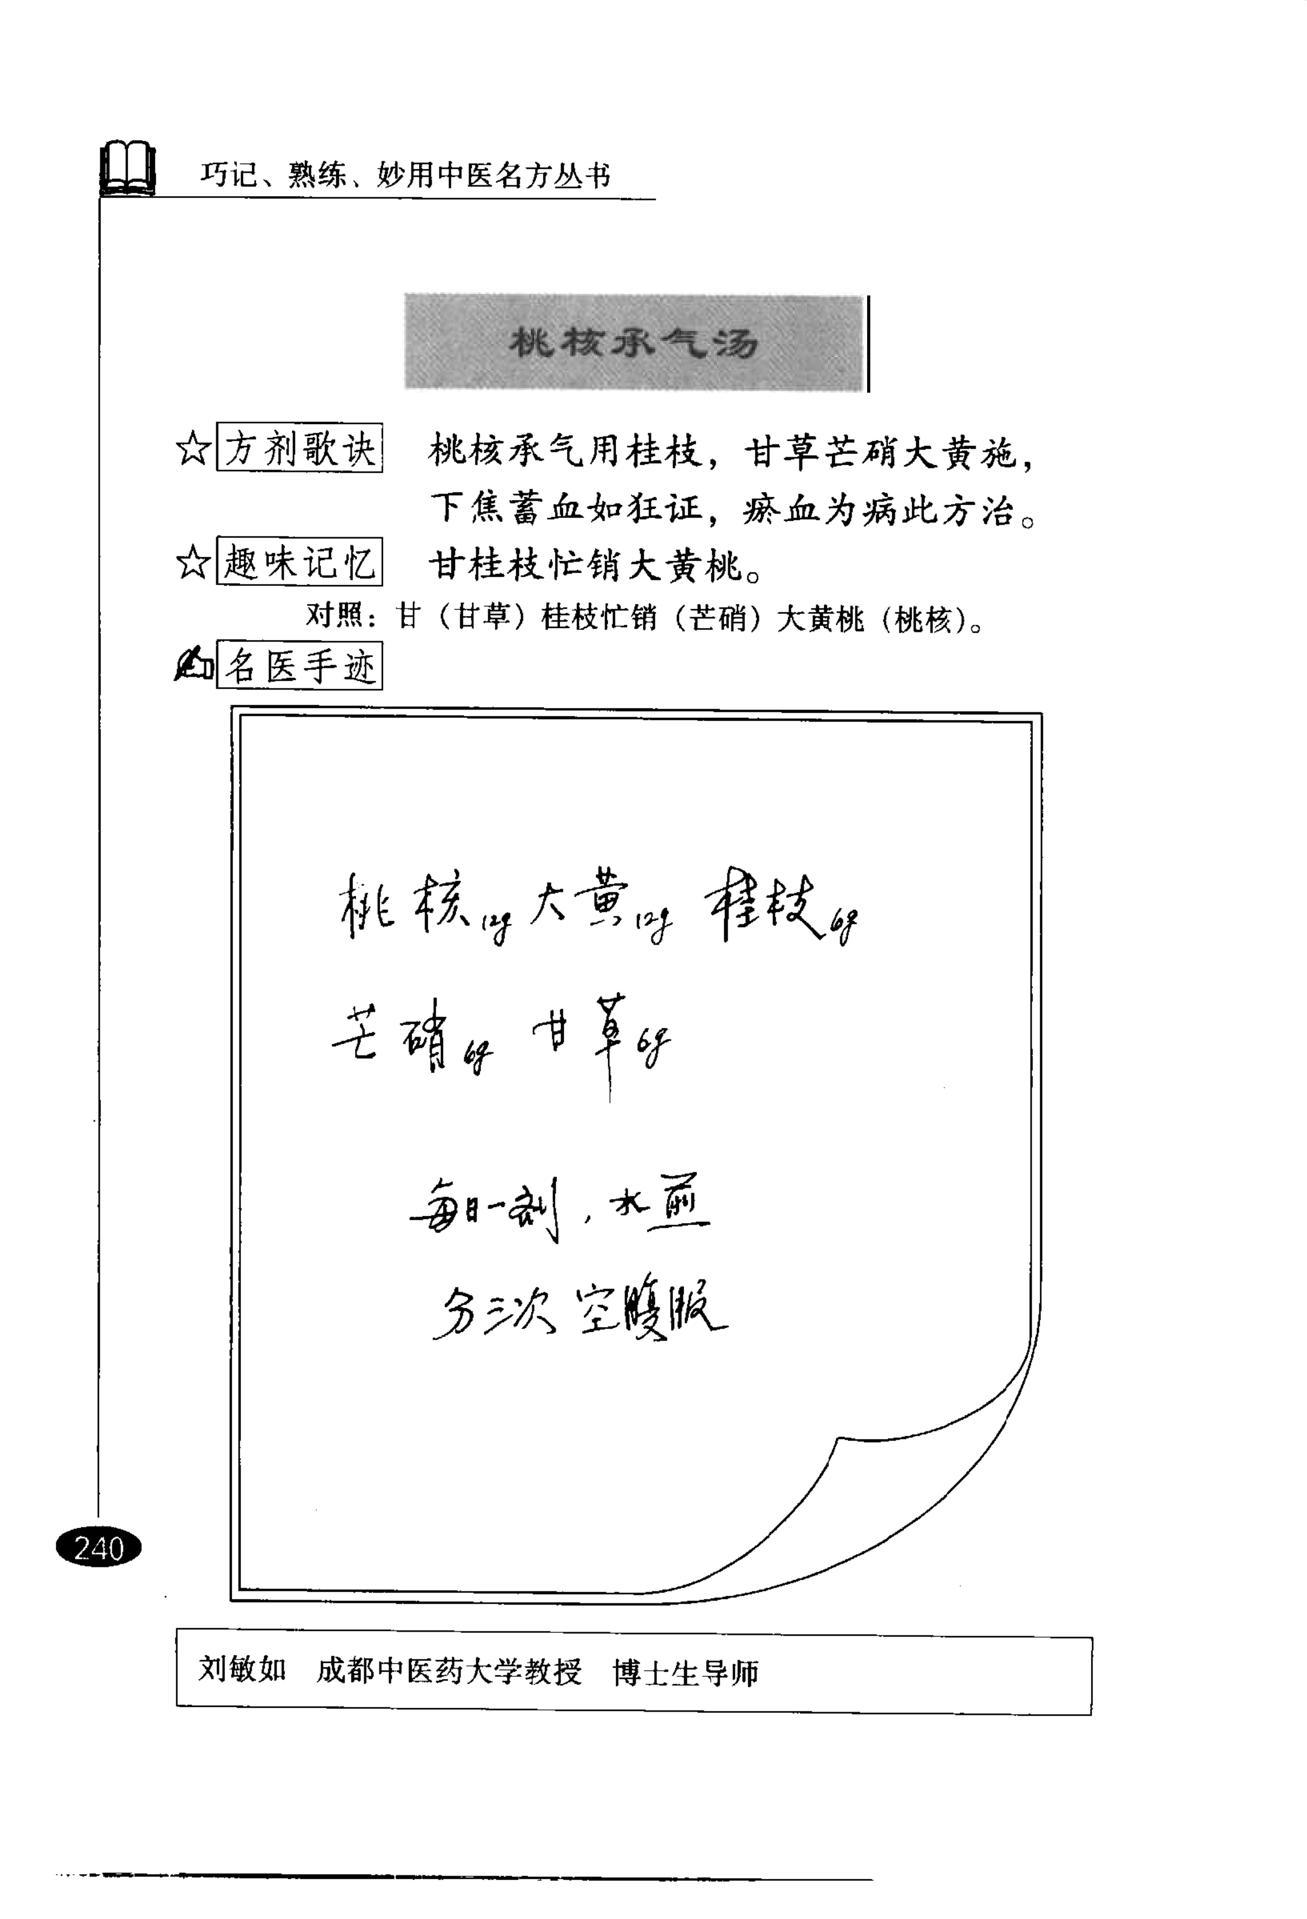 巧记、熟练、妙用中医名方丛书
桃核承气汤
☆方剂歌诀 桃核承气用桂枝，甘草芒硝大黄施，
下焦蓄血如狂证，瘀血为病此方治。
☆趣味记忆 甘桂枝忙销大黄桃。
对照：甘（甘草）桂枝忙销（芒硝）大黄桃（桃核）。
名医手迹
桃核12g 大黄12g 桂枝6g
芒硝6g 甘草6g
每日一剂，水煎
分三次 空腹服
240
刘敏如 成都中医药大学教授 博士生导师